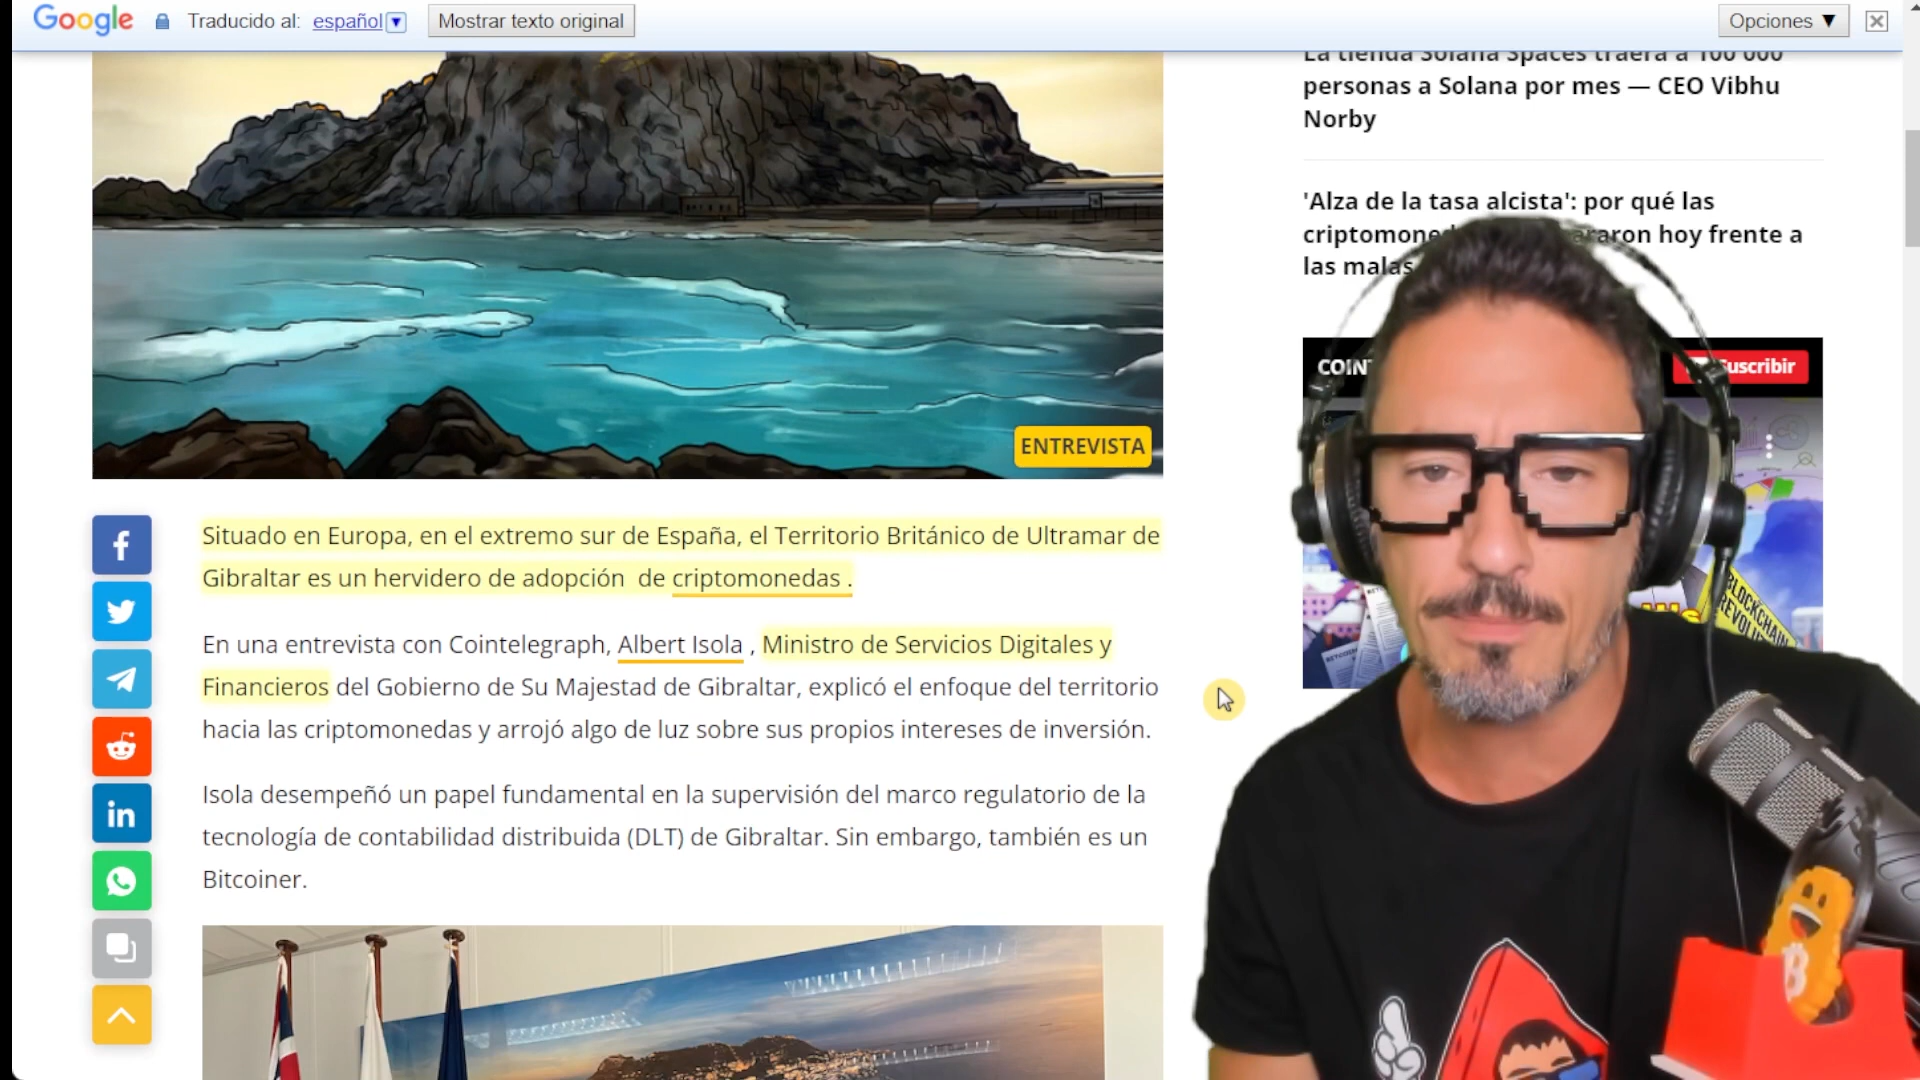 Google
Traducido al: español
Mostrar texto original
Opciones ▼
La tienda Solana Spaces traerá a 100 000
personas a Solana por mes — CEO Vibhu
Norby
'Alza de la tasa alcista': por qué las
hoy frente a
las malas
Suscribir
ENTREVISTA
Situado en Europa, en el extremo sur de España, el Territorio Británico de Ultramar de
Gibraltar es un hervidero de adopción de criptomonedas .
En una entrevista con Cointelegraph, Albert Isola , Ministro de Servicios Digitales y
Financieros del Gobierno de Su Majestad de Gibraltar, explicó el enfoque del territorio
hacia las criptomonedas y arrojó algo de luz sobre sus propios intereses de inversión.
Isola desempeñó un papel fundamental en la supervisión del marco regulatorio de la
tecnología de contabilidad distribuida (DLT) de Gibraltar. Sin embargo, también es un
Bitcoiner.
BLOCKCHAIN